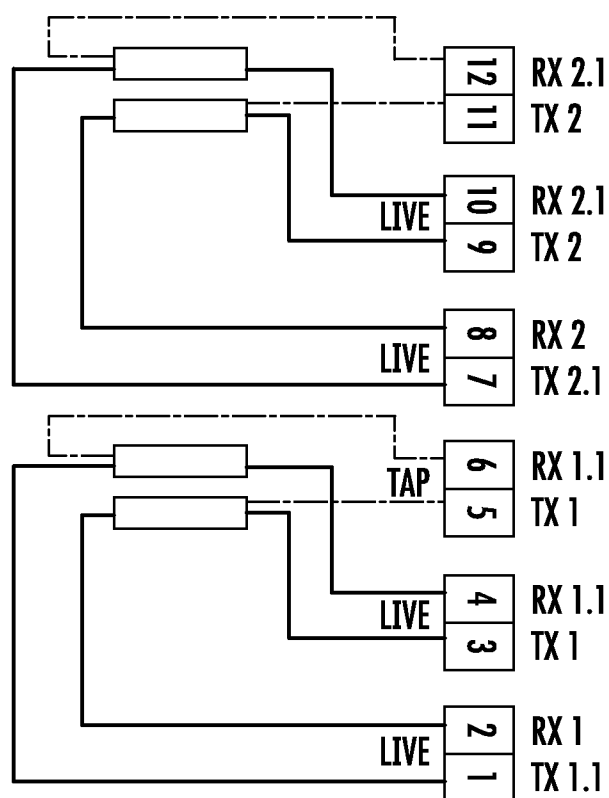 12 RX 2.1
11 TX 2
10 RX 2.1
LIVE
9 TX 2
8 RX 2
LIVE
7 TX 2.1
6 RX 1.1
TAP
5 TX 1
4 RX 1.1
LIVE
3 TX 1
2 RX 1
LIVE
1 TX 1.1